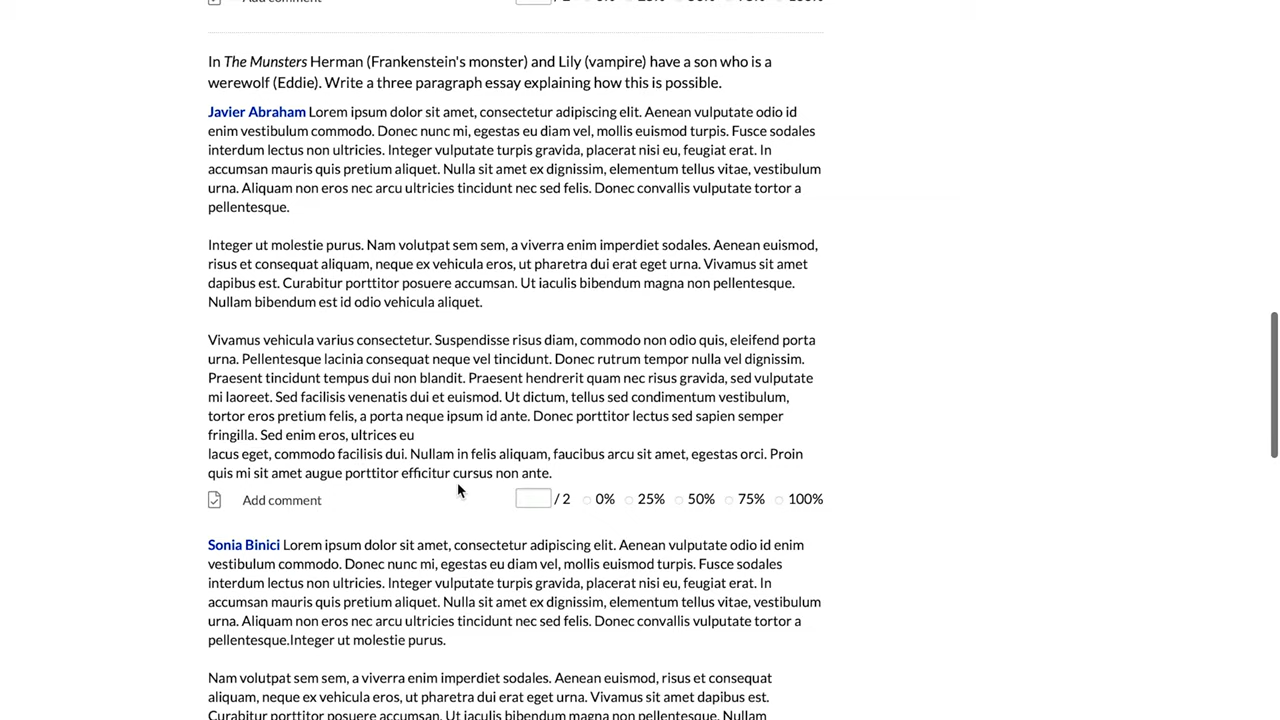 Add comment / 2 0% 25% 50% 75% 100%
In The Munsters Herman (Frankenstein's monster) and Lily (vampire) have a son who is a
werewolf (Eddie). Write a three paragraph essay explaining how this is possible.
Javier Abraham Lorem ipsum dolor sit amet, consectetur adipiscing elit. Aenean vulputate odio id
enim vestibulum commodo. Donec nunc mi, egestas eu diam vel, mollis euismod turpis. Fusce sodales
interdum lectus non ultricies. Integer vulputate turpis gravida, placerat nisi eu, feugiat erat. In
accumsan mauris quis pretium aliquet. Nulla sit amet ex dignissim, elementum tellus vitae, vestibulum
urna. Aliquam non eros nec arcu ultricies tincidunt nec sed felis. Donec convallis vulputate tortor a
pellentesque.
Integer ut molestie purus. Nam volutpat sem sem, a viverra enim imperdiet sodales. Aenean euismod,
risus et consequat aliquam, neque ex vehicula eros, ut pharetra dui erat eget urna. Vivamus sit amet
dapibus est. Curabitur porttitor posuere accumsan. Ut iaculis bibendum magna non pellentesque.
Nullam bibendum est id odio vehicula aliquet.
Vivamus vehicula varius consectetur. Suspendisse risus diam, commodo non odio quis, eleifend porta
urna. Pellentesque lacinia consequat neque vel tincidunt. Donec rutrum tempor nulla vel dignissim.
Praesent tincidunt tempus dui non blandit. Praesent hendrerit quam nec risus gravida, sed vulputate
mi laoreet. Sed facilisis venenatis dui et euismod. Ut dictum, tellus sed condimentum vestibulum,
tortor eros pretium felis, a porta neque ipsum id ante. Donec porttitor lectus sed sapien semper
fringilla. Sed enim eros, ultrices eu
lacus eget, commodo facilisis dui. Nullam in felis aliquam, faucibus arcu sit amet, egestas orci. Proin
quis mi sit amet augue porttitor efficitur cursus non ante.
Add comment / 2 0% 25% 50% 75% 100%
Sonia Binici Lorem ipsum dolor sit amet, consectetur adipiscing elit. Aenean vulputate odio id enim
vestibulum commodo. Donec nunc mi, egestas eu diam vel, mollis euismod turpis. Fusce sodales
interdum lectus non ultricies. Integer vulputate turpis gravida, placerat nisi eu, feugiat erat. In
accumsan mauris quis pretium aliquet. Nulla sit amet ex dignissim, elementum tellus vitae, vestibulum
urna. Aliquam non eros nec arcu ultricies tincidunt nec sed felis. Donec convallis vulputate tortor a
pellentesque.Integer ut molestie purus.
Nam volutpat sem sem, a viverra enim imperdiet sodales. Aenean euismod, risus et consequat
aliquam, neque ex vehicula eros, ut pharetra dui erat eget urna. Vivamus sit amet dapibus est.
Curabitur porttitor posuere accumsan. Ut iaculis bibendum magna non pellentesque. Nullam